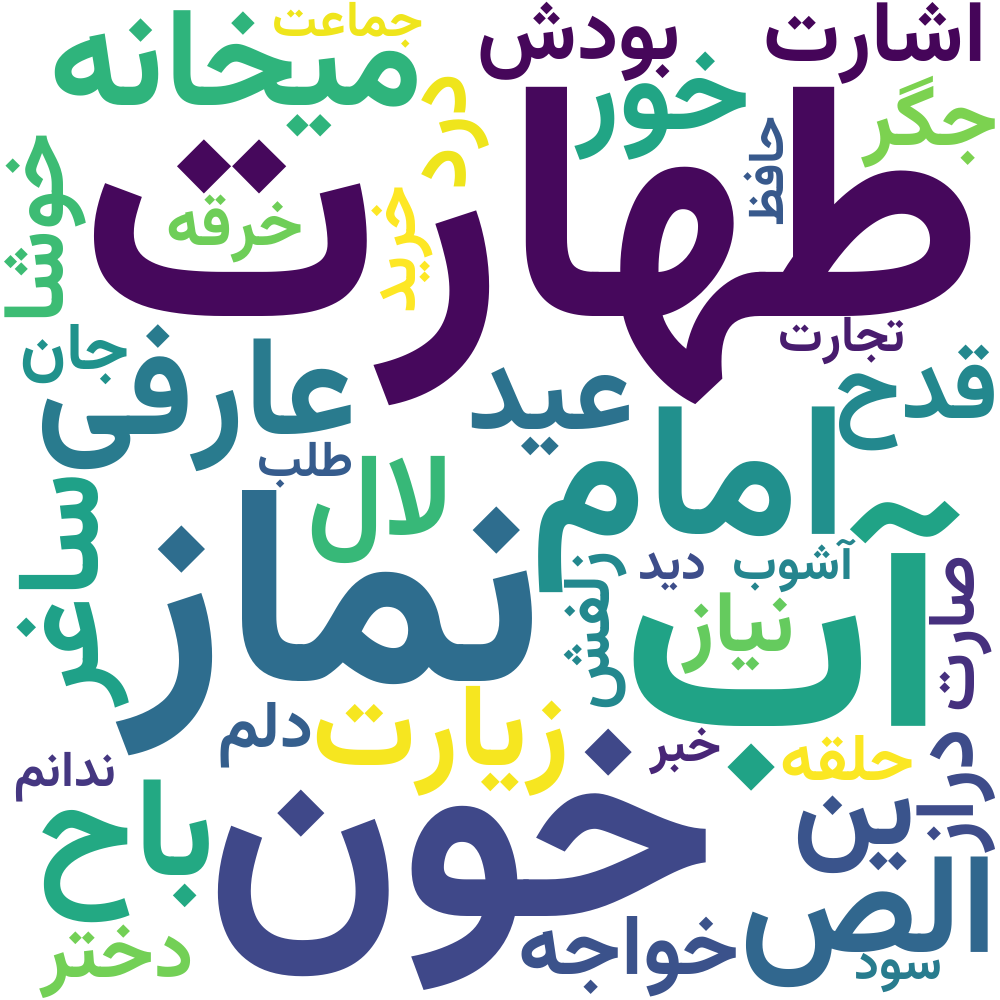 جماعت
میخانه
بودش
اشارت
خور
جگر
درد
حافظ
طهارت
خوشا
خرقه
خرید
تجارت
جان
عارفی
عید
قدح
امام
طلب
لال
ساغر
نماز
آب
دید
آشوب
زلفش
نیاز
صارت
زیارت
دلم
خبر
حلقه
دراز
ندانم
باح
خون
ین
الص
خواجه
دختر
سود